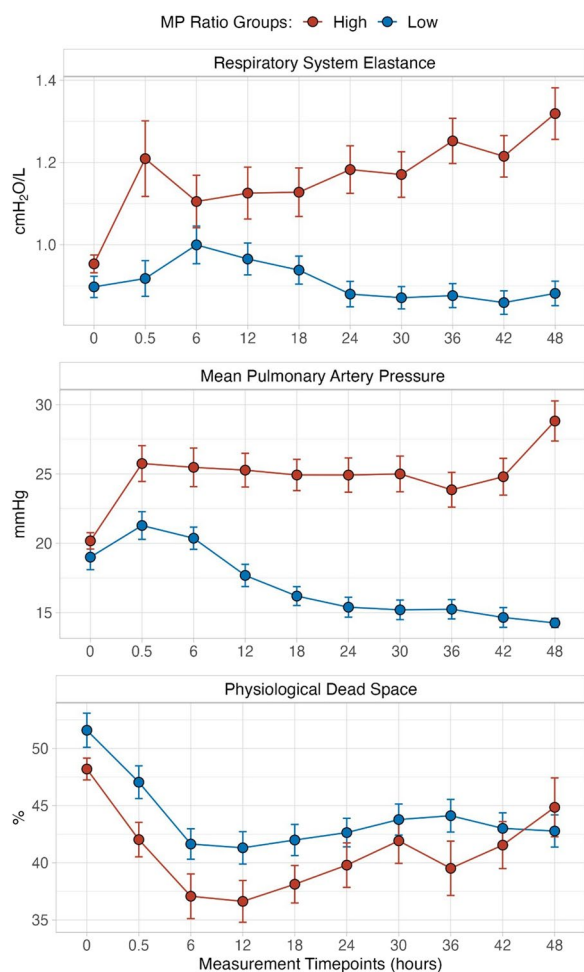 MP Ratio Groups: High Low
Respiratory System Elastance
1.4
1.2
1.0
cmH₂O/L
0 0.5 6 12 18 24 30 36 42 48
Mean Pulmonary Artery Pressure
30
25
20
15
mmHg
0 0.5 6 12 18 24 30 36 42 48
Physiological Dead Space
50
45
40
35
%
0 0.5 6 12 18 24 30 36 42 48
Measurement Timepoints (hours)